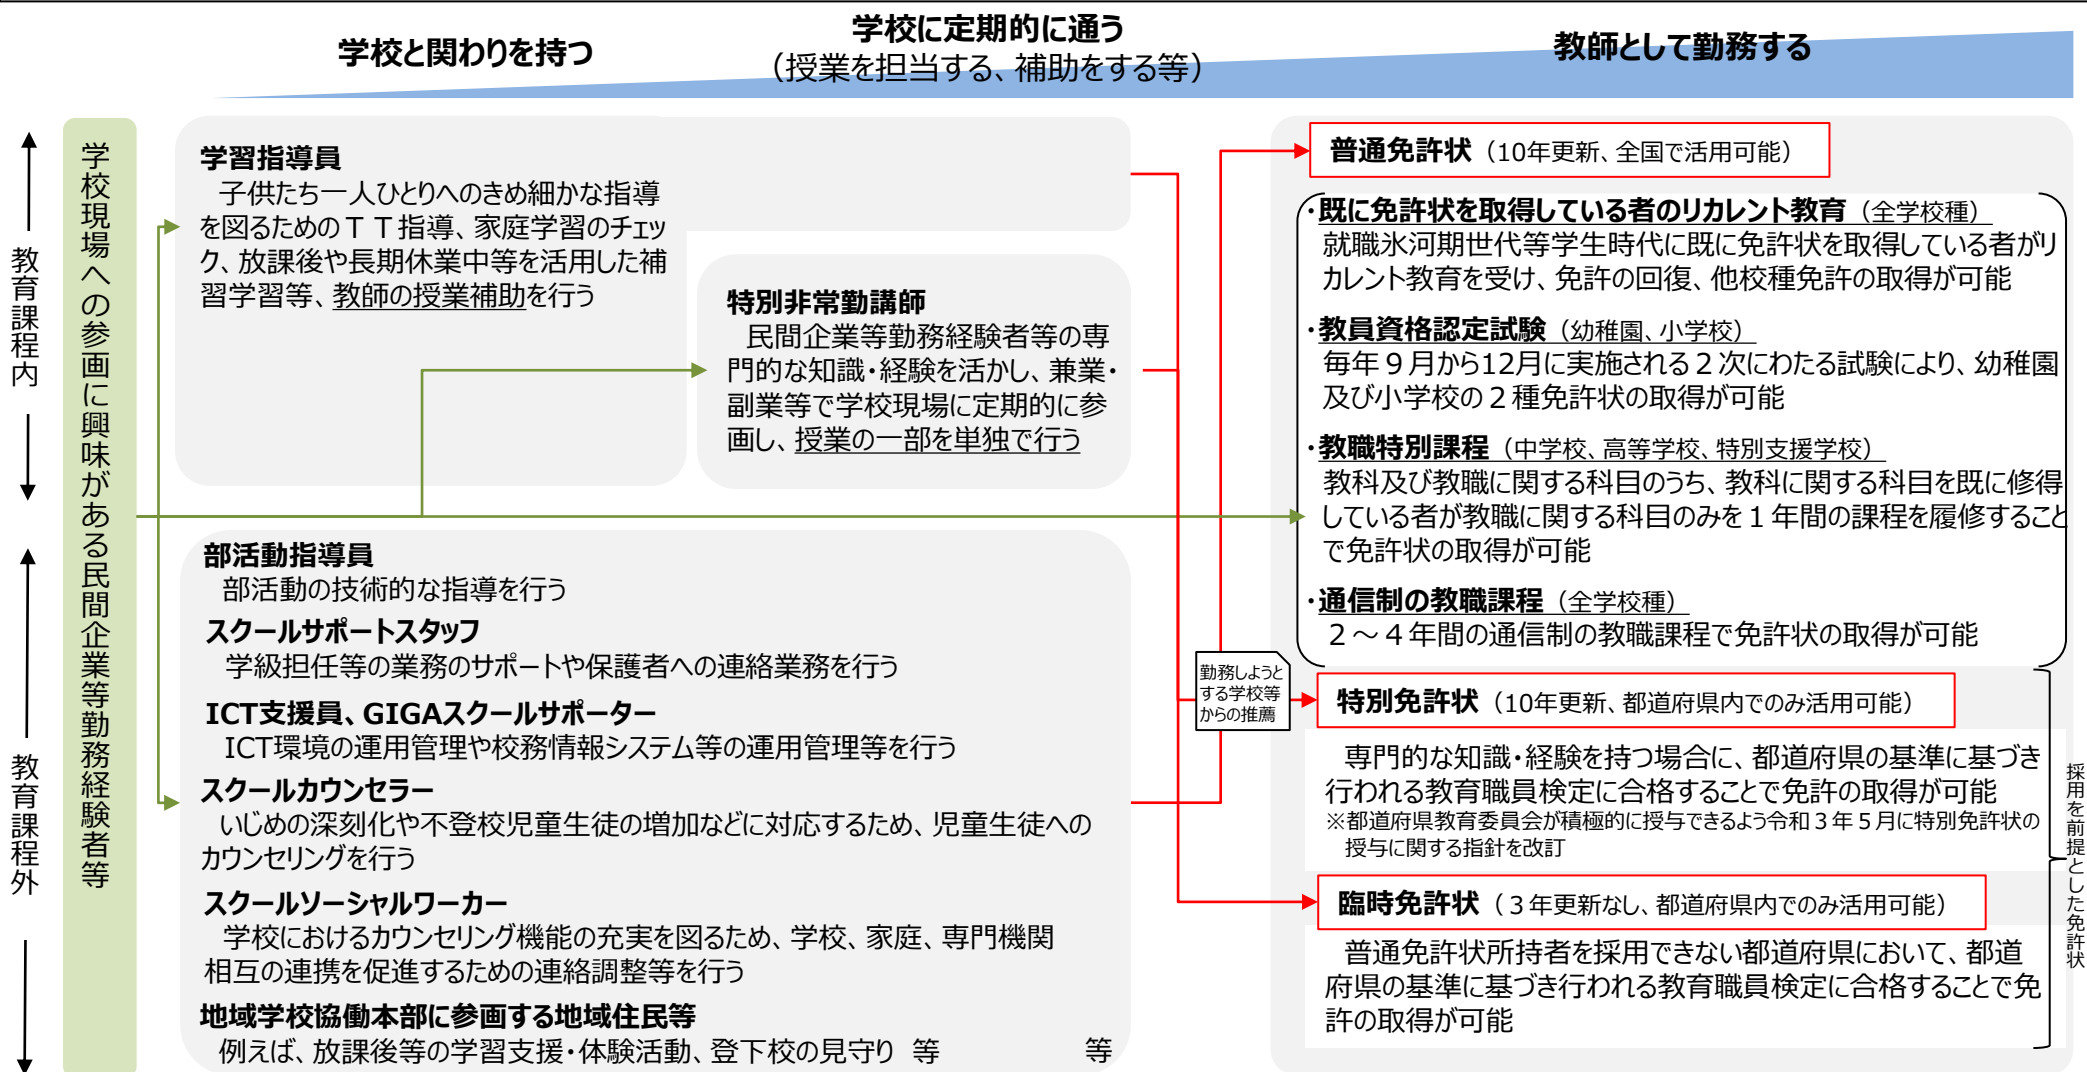 学校と関わりを持つ
学校に定期的に通う
（授業を担当する、補助をする等）
教師として勤務する
教育課程内
教育課程外
学校現場への参画に興味がある民間企業等勤務経験者等
学習指導員
子供たち一人ひとりへのきめ細かな指導
を図るためのＴＴ指導、家庭学習のチェッ
ク、放課後や長期休業中等を活用した補
習学習等、教師の授業補助を行う
特別非常勤講師
民間企業等勤務経験者等の専
門的な知識・経験を活かし、兼業・
副業等で学校現場に定期的に参
画し、授業の一部を単独で行う
部活動指導員
部活動の技術的な指導を行う
スクールサポートスタッフ
学級担任等の業務のサポートや保護者への連絡業務を行う
ICT支援員、GIGAスクールサポーター
ICT環境の運用管理や校務情報システム等の運用管理等を行う
スクールカウンセラー
いじめの深刻化や不登校児童生徒の増加などに対応するため、児童生徒への
カウンセリングを行う
スクールソーシャルワーカー
学校におけるカウンセリング機能の充実を図るため、学校、家庭、専門機関
相互の連携を促進するための連絡調整等を行う
地域学校協働本部に参画する地域住民等
例えば、放課後等の学習支援・体験活動、登下校の見守り 等 等
勤務しようと
する学校等
からの推薦
普通免許状（10年更新、全国で活用可能）
・既に免許状を取得している者のリカレント教育（全学校種）
就職氷河期世代等学生時代に既に免許状を取得している者がリ
カレント教育を受け、免許の回復、他校種免許の取得が可能
・教員資格認定試験（幼稚園、小学校）
毎年９月から12月に実施される２次にわたる試験により、幼稚園
及び小学校の２種免許状の取得が可能
・教職特別課程（中学校、高等学校、特別支援学校）
教科及び教職に関する科目のうち、教科に関する科目を既に修得
している者が教職に関する科目のみを１年間の課程を履修すること
で免許状の取得が可能
・通信制の教職課程（全学校種）
２～４年間の通信制の教職課程で免許状の取得が可能
特別免許状（10年更新、都道府県内でのみ活用可能）
専門的な知識・経験を持つ場合に、都道府県の基準に基づき
行われる教育職員検定に合格することで免許の取得が可能
※都道府県教育委員会が積極的に授与できるよう令和３年５月に特別免許状の
授与に関する指針を改訂
臨時免許状（３年更新なし、都道府県内でのみ活用可能）
普通免許状所持者を採用できない都道府県において、都道
府県の基準に基づき行われる教育職員検定に合格することで免
許の取得が可能
採用を前提とした免許状